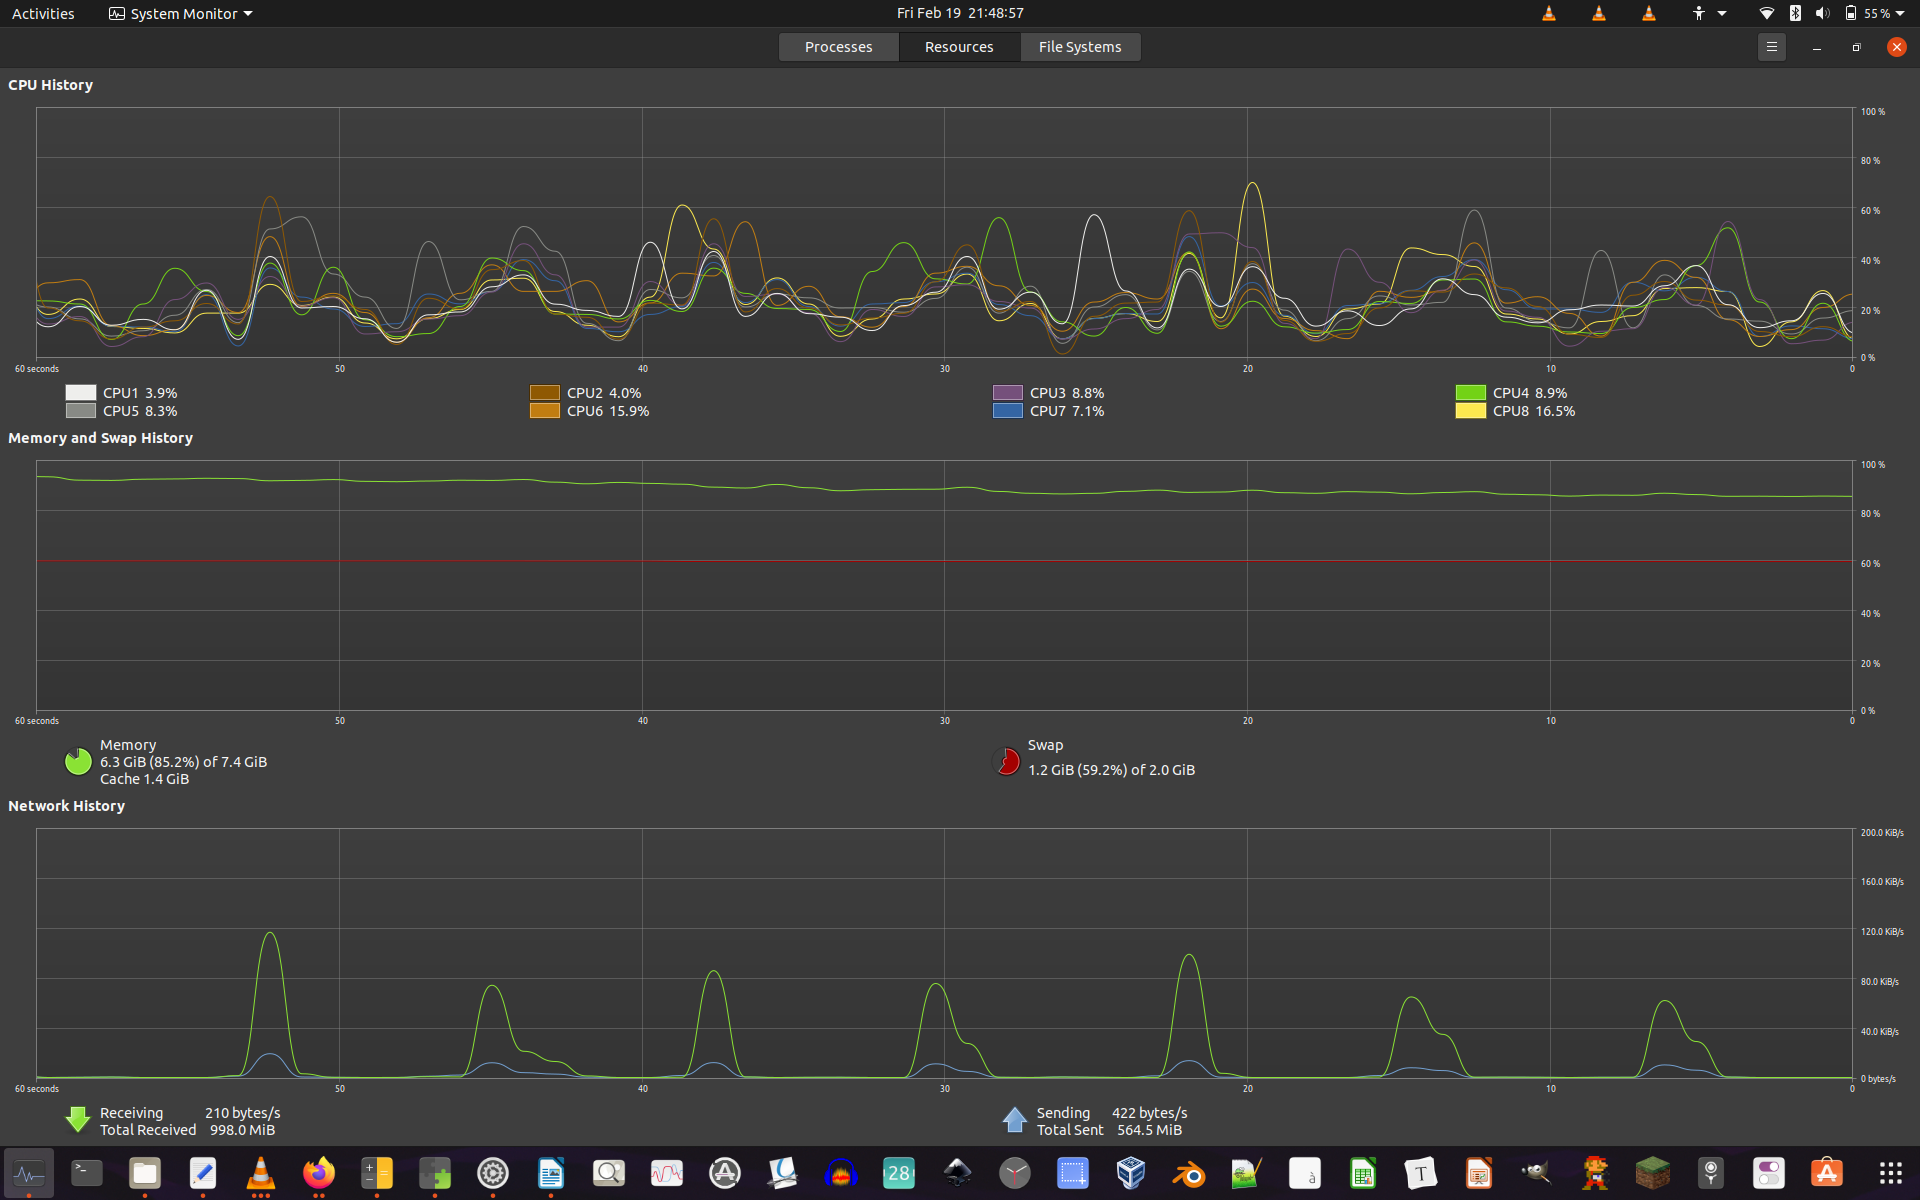 Activities System Monitor Fri Feb 19 21:48:57 55 %
Processes Resources File Systems
CPU History
100 %
80 %
60 %
40 %
20 %
0 %
60 seconds 50 40 30 20 10 0
CPU1 3.9% CPU2 4.0% CPU3 8.8% CPU4 8.9%
CPU5 8.3% CPU6 15.9% CPU7 7.1% CPU8 16.5%
Memory and Swap History
100 %
80 %
60 %
40 %
20 %
0 %
60 seconds 50 40 30 20 10 0
Memory Swap
6.3 GiB (85.2%) of 7.4 GiB 1.2 GiB (59.2%) of 2.0 GiB
Cache 1.4 GiB
Network History
200.0 KiB/s
160.0 KiB/s
120.0 KiB/s
80.0 KiB/s
40.0 KiB/s
0 bytes/s
60 seconds 50 40 30 20 10 0
Receiving 210 bytes/s Sending 422 bytes/s
Total Received 998.0 MiB Total Sent 564.5 MiB
>_ 28 à T